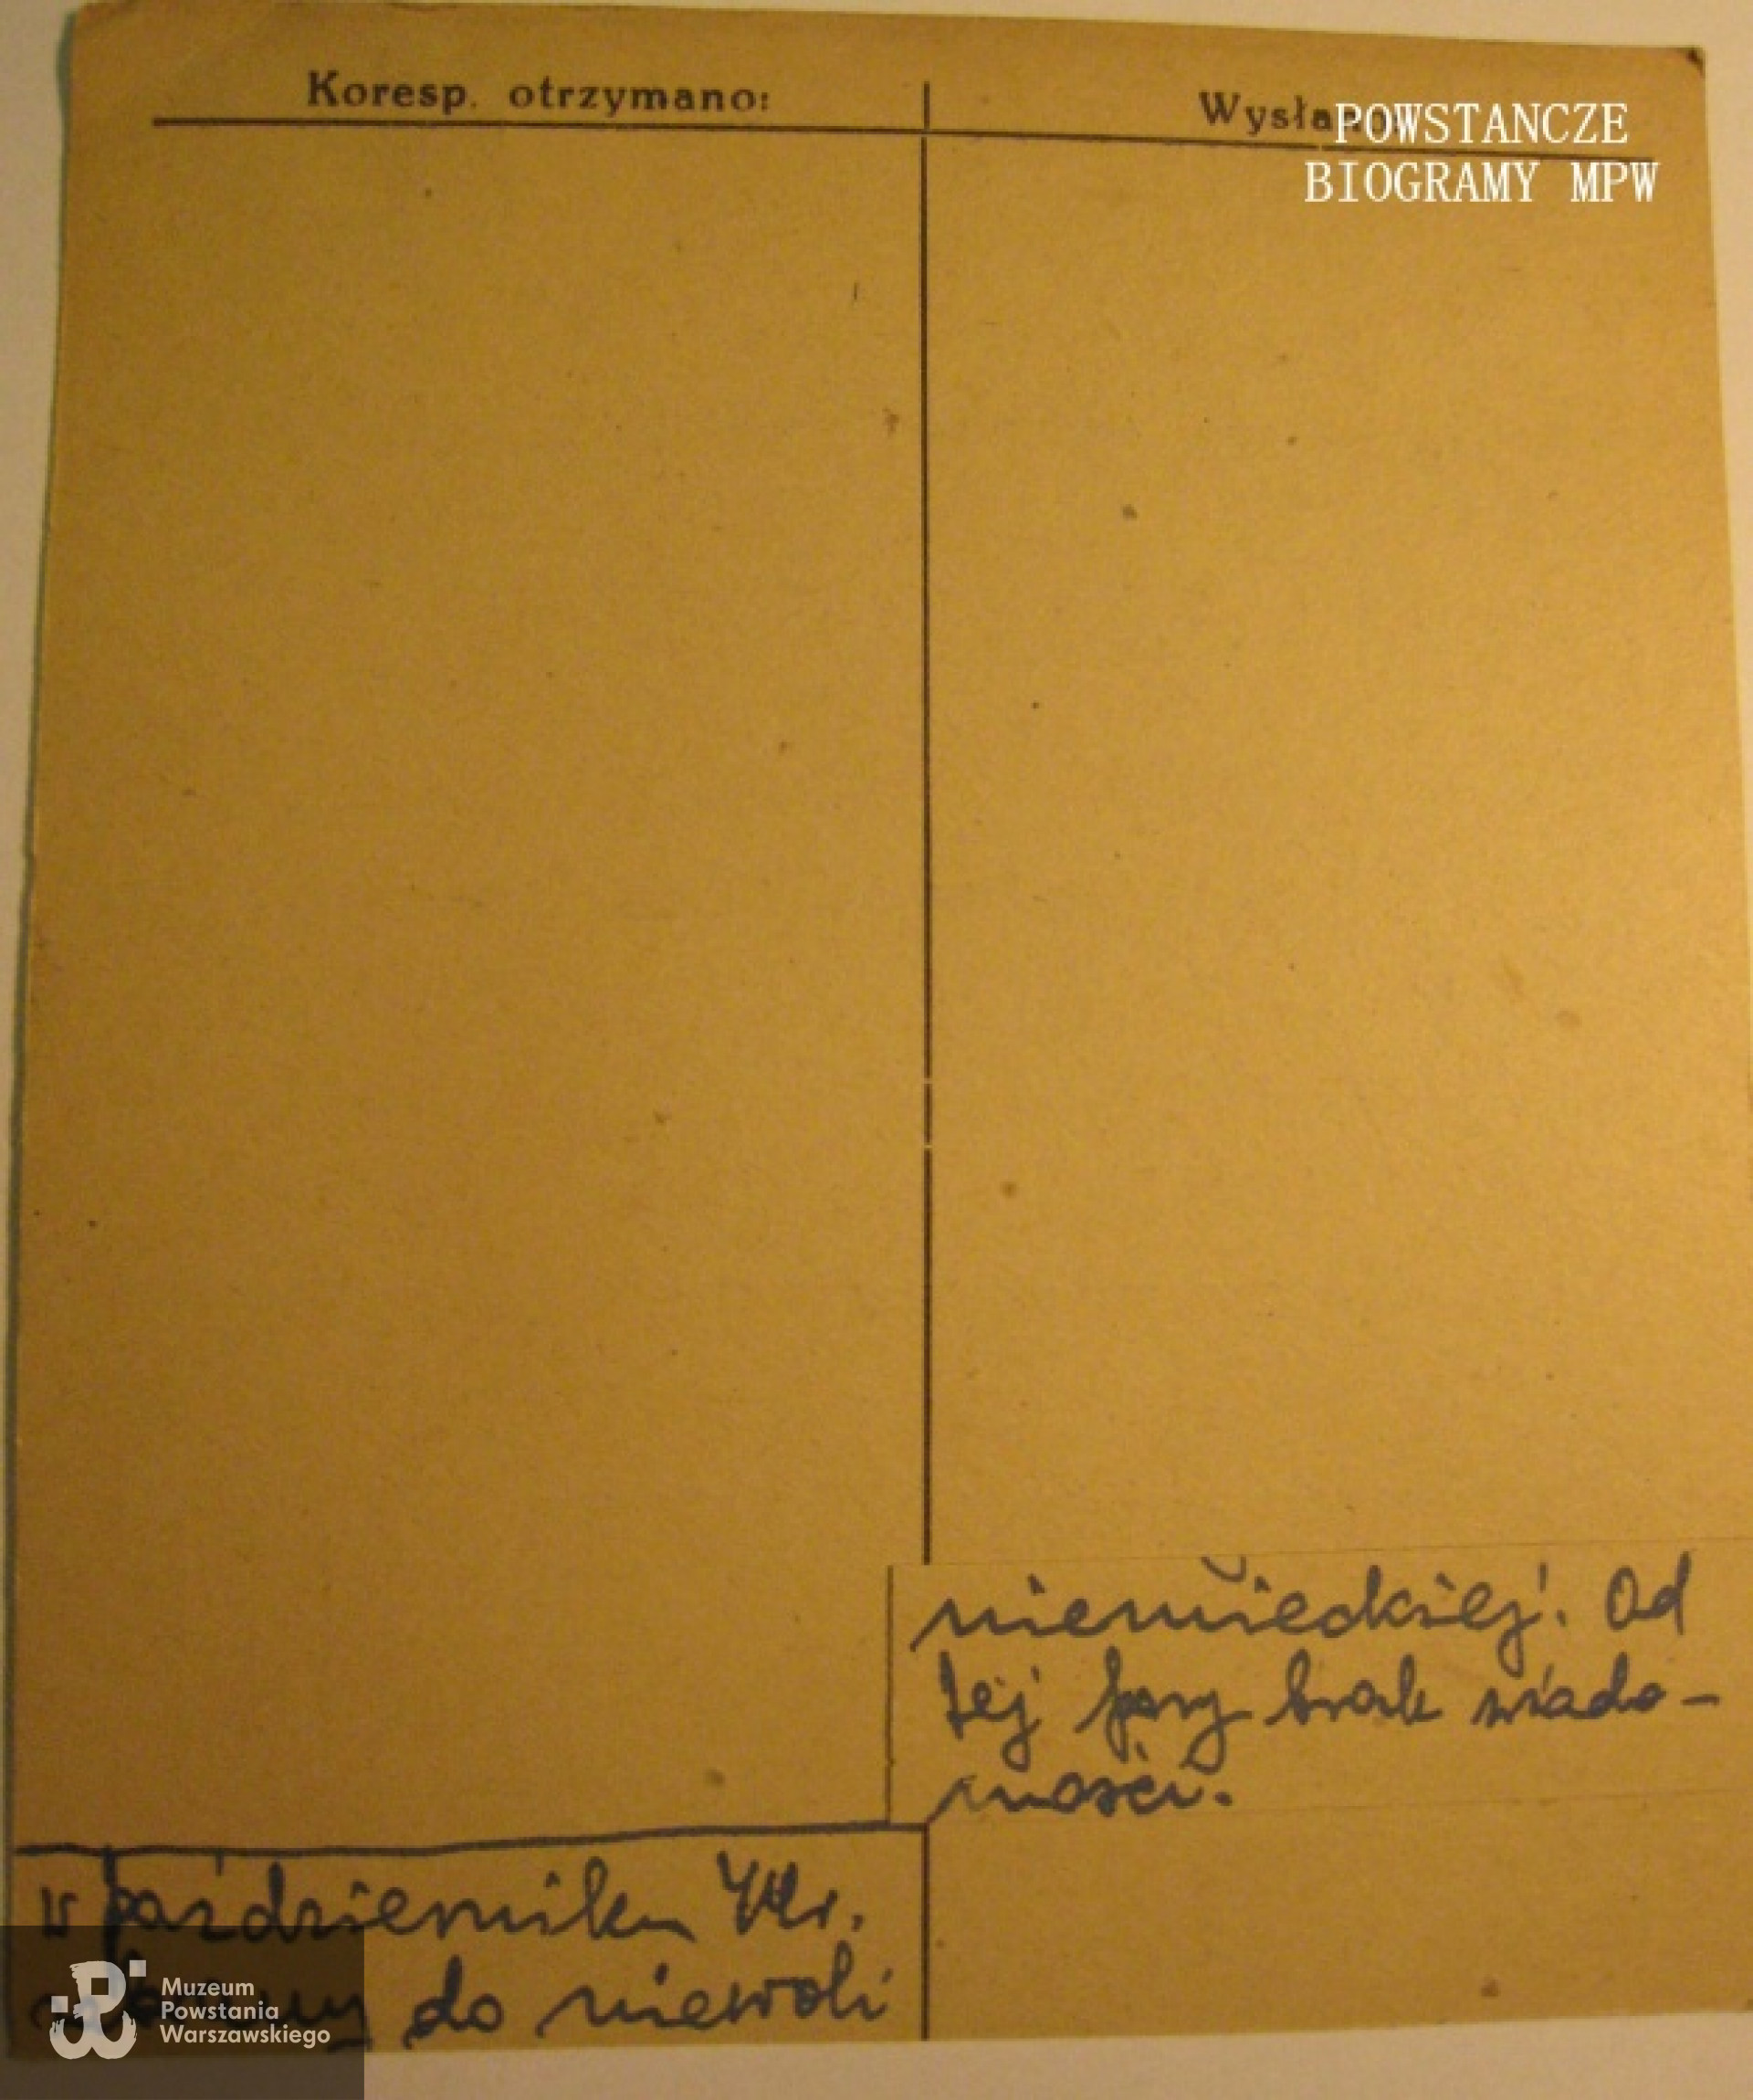 Koresp. otrzymano:
Wysłano:
POWSTANCZE
BIOGRAMY MPW
w październiku 44r.
do niewoli
niemieckiej. Od
tej pory brak wiado-
mości.
Muzeum
Powstania
Warszawskiego